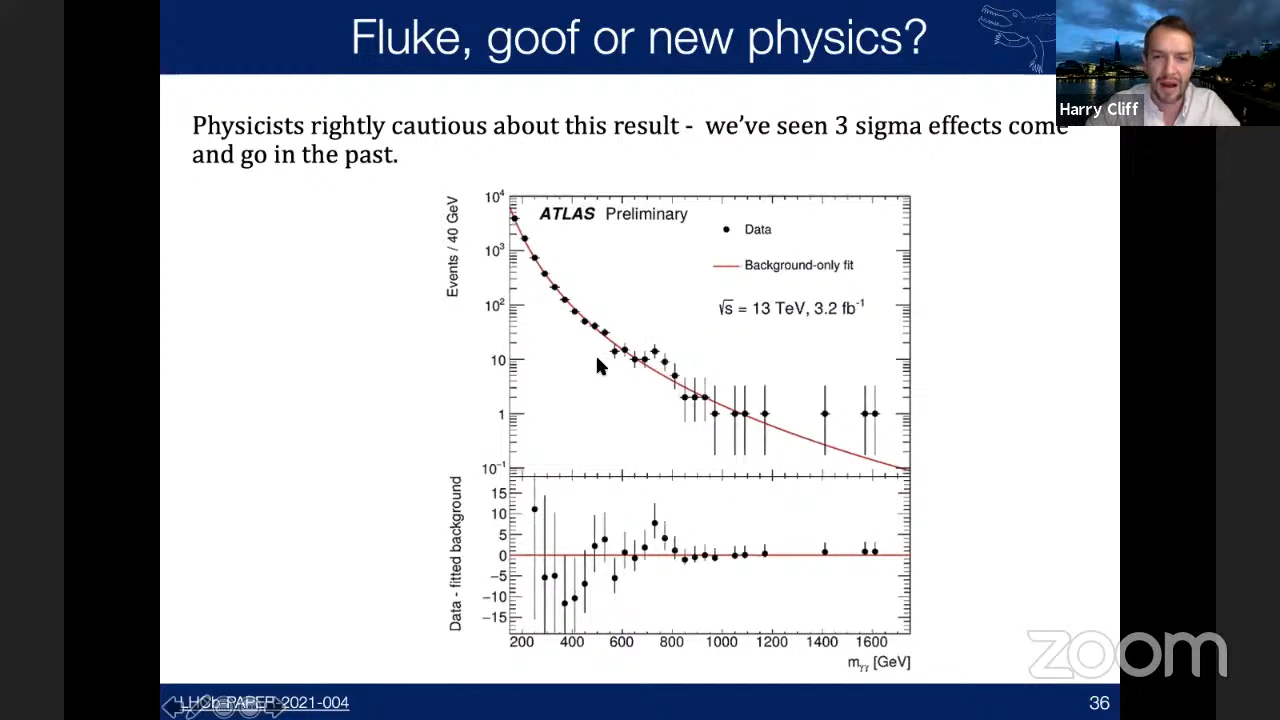 Fluke, goof or new physics?
Harry Cliff
Physicists rightly cautious about this result - we've seen 3 sigma effects come
and go in the past.
Events / 40 GeV
10⁴
10³
10²
10
1
10⁻¹
ATLAS Preliminary
Data
Background-only fit
√s = 13 TeV, 3.2 fb⁻¹
Data - fitted background
15
10
5
0
−5
−10
−15
200 400 600 800 1000 1200 1400 1600
mγγ [GeV]
zoom
LHCb-PAPER-2021-004
36